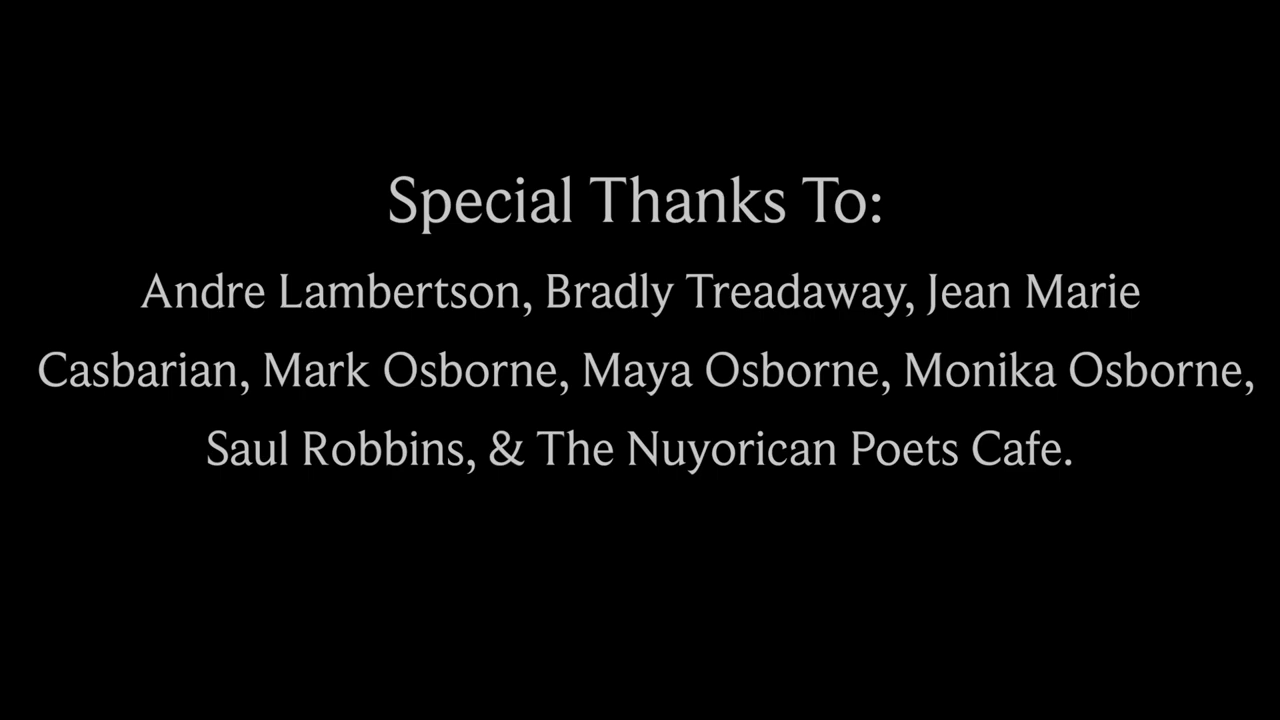 Special Thanks To:
Andre Lambertson, Bradly Treadaway, Jean Marie
Casbarian, Mark Osborne, Maya Osborne, Monika Osborne,
Saul Robbins, & The Nuyorican Poets Cafe.